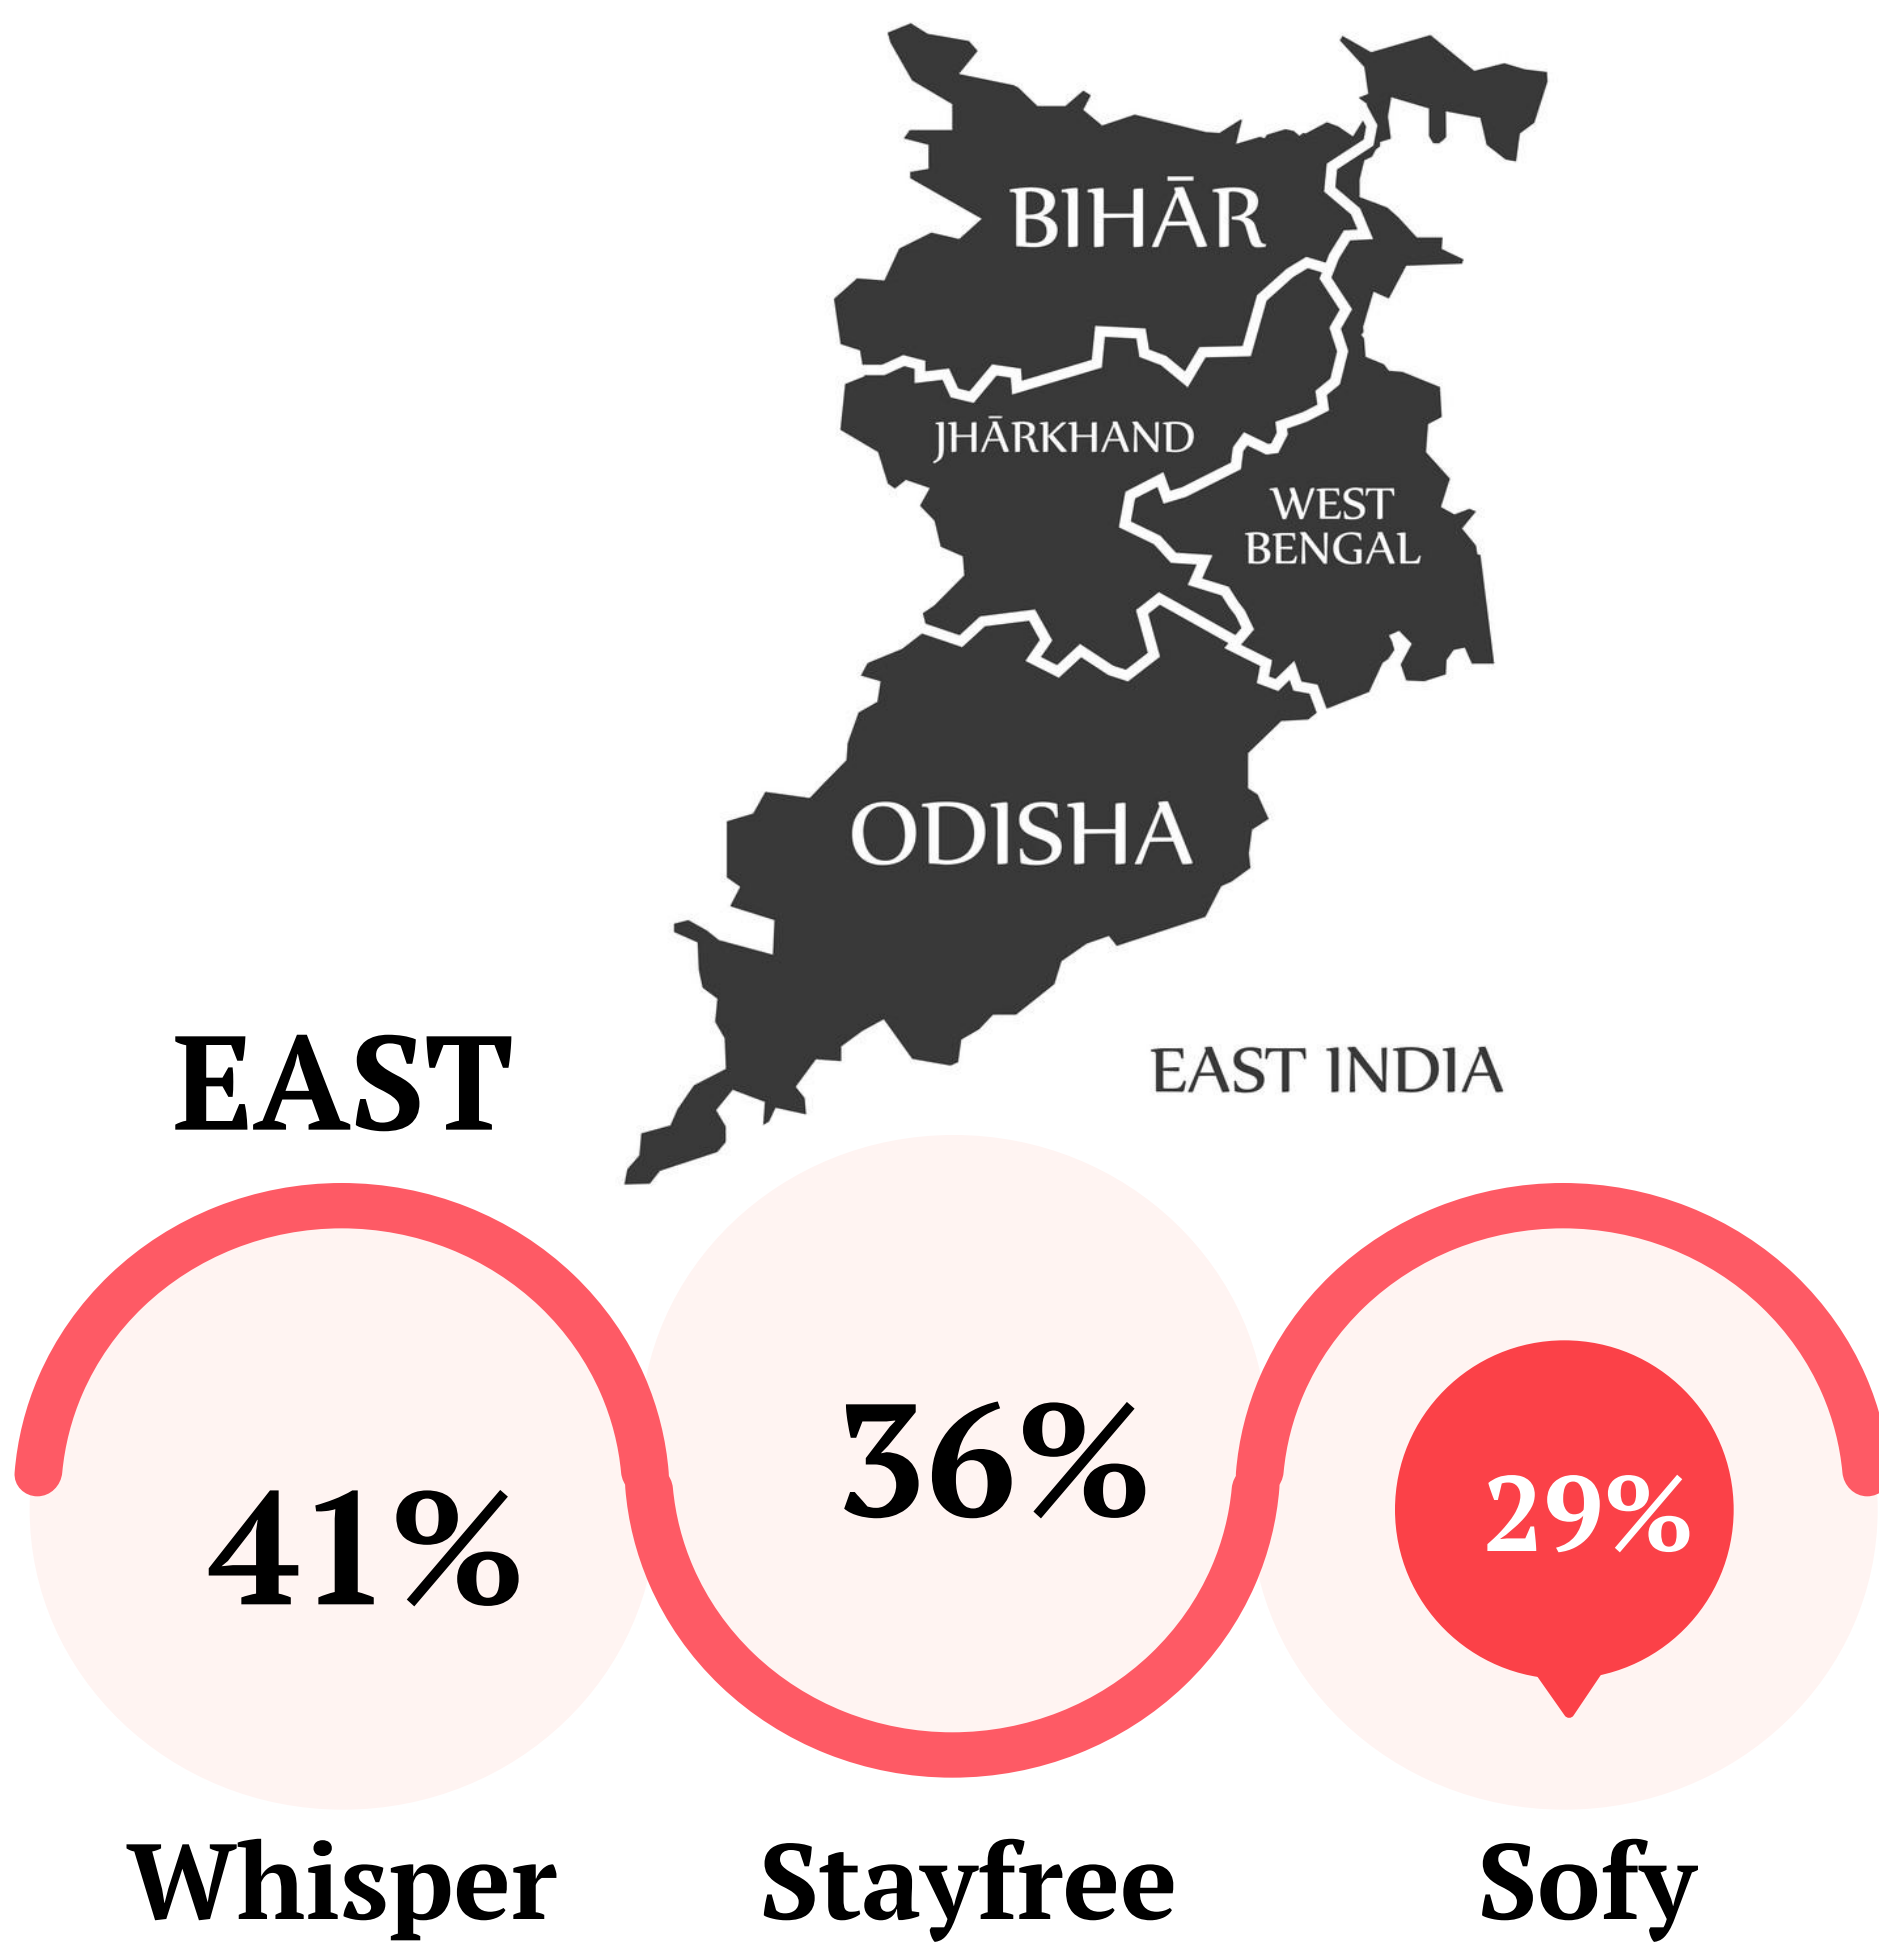 BIHĀR
JHĀRKHAND
WEST
BENGAL
ODISHA
EAST
EAST INDIA
41%
36%
29%
Whisper
Stayfree
Sofy